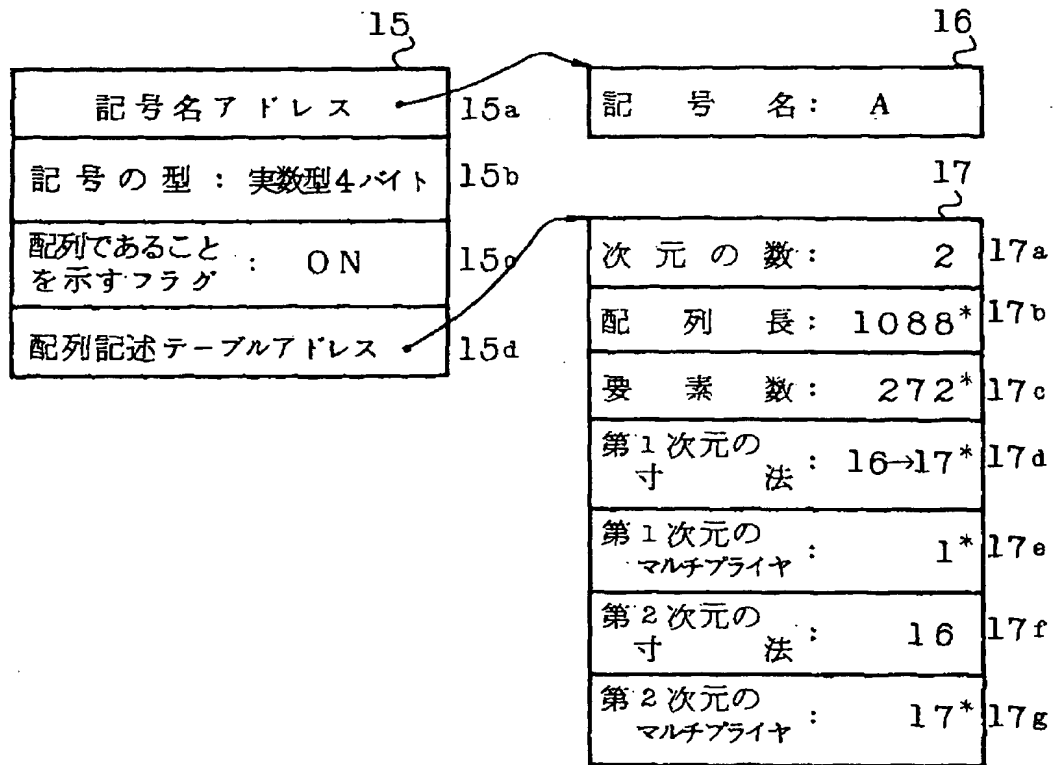 15
記号名アドレス
15a
記号の型：実数型4バイト
15b
配列であること
を示すフラグ ： ON
15c
配列記述テーブルアドレス
15d
16
記号名： A
17
次元の数： 2
17a
配列長： 1088*
17b
要素数： 272*
17c
第1次元の
寸法 ： 16→17*
17d
第1次元の
マルチプライヤ ： 1*
17e
第2次元の
寸法 ： 16
17f
第2次元の
マルチプライヤ ： 17*
17g